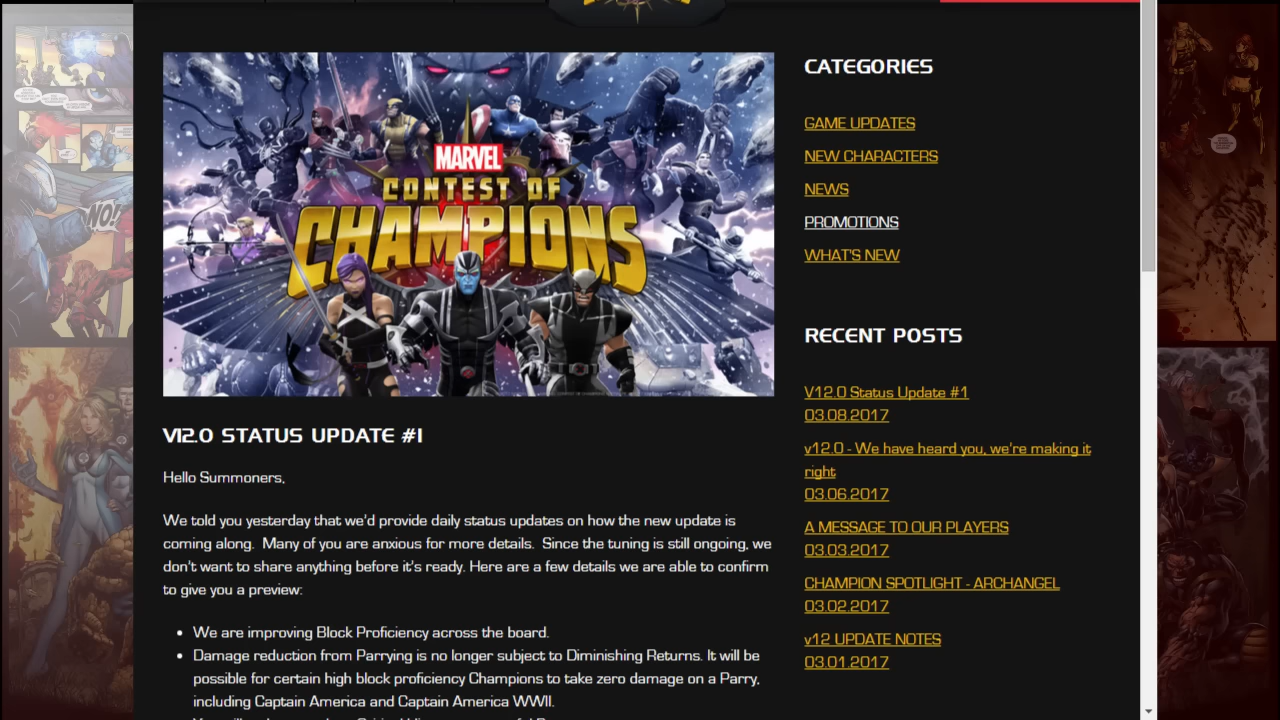 MARVEL
CONTEST OF
CHAMPIONS
NO!
V12.0 STATUS UPDATE #1
Hello Summoners,
We told you yesterday that we'd provide daily status updates on how the new update is
coming along. Many of you are anxious for more details. Since the tuning is still ongoing, we
don't want to share anything before it's ready. Here are a few details we are able to confirm
to give you a preview:
• We are improving Block Proficiency across the board.
• Damage reduction from Parrying is no longer subject to Diminishing Returns. It will be
possible for certain high block proficiency Champions to take zero damage on a Parry,
including Captain America and Captain America WWII.
CATEGORIES
GAME UPDATES
NEW CHARACTERS
NEWS
PROMOTIONS
WHAT'S NEW
RECENT POSTS
V12.0 Status Update #1
03.08.2017
v12.0 - We have heard you, we're making it
right
03.06.2017
A MESSAGE TO OUR PLAYERS
03.03.2017
CHAMPION SPOTLIGHT - ARCHANGEL
03.02.2017
v12 UPDATE NOTES
03.01.2017